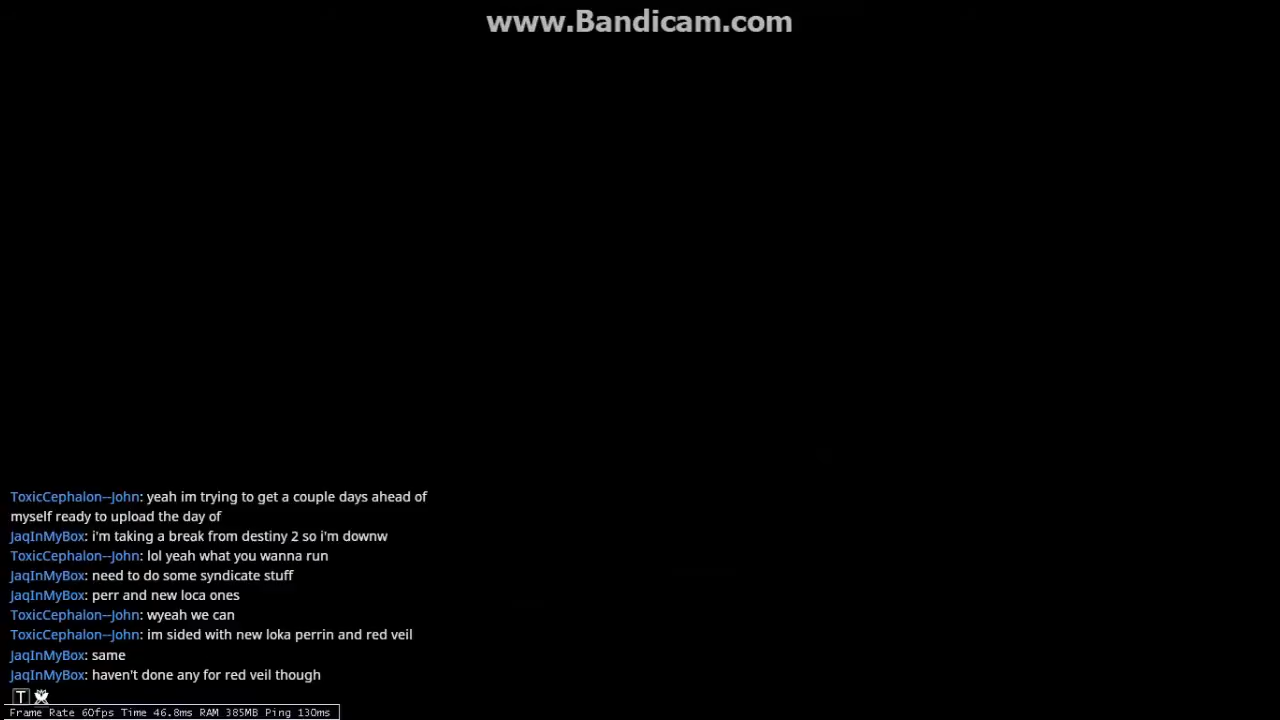 www.Bandicam.com
ToxicCephalon--John: yeah im trying to get a couple days ahead of
myself ready to upload the day of
JaqInMyBox: i'm taking a break from destiny 2 so i'm downw
ToxicCephalon--John: lol yeah what you wanna run
JaqInMyBox: need to do some syndicate stuff
JaqInMyBox: perr and new loca ones
ToxicCephalon--John: wyeah we can
ToxicCephalon--John: im sided with new loka perrin and red veil
JaqInMyBox: same
JaqInMyBox: haven't done any for red veil though
T
Frame Rate 60fps Time 46.8ms RAM 385MB Ping 130ms